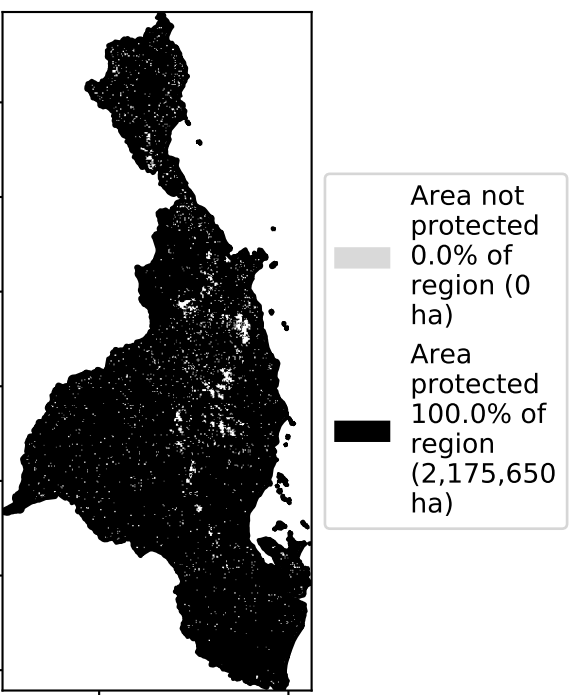 Area not
protected
0.0% of
region (0
ha)
Area
protected
100.0% of
region
(2,175,650
ha)